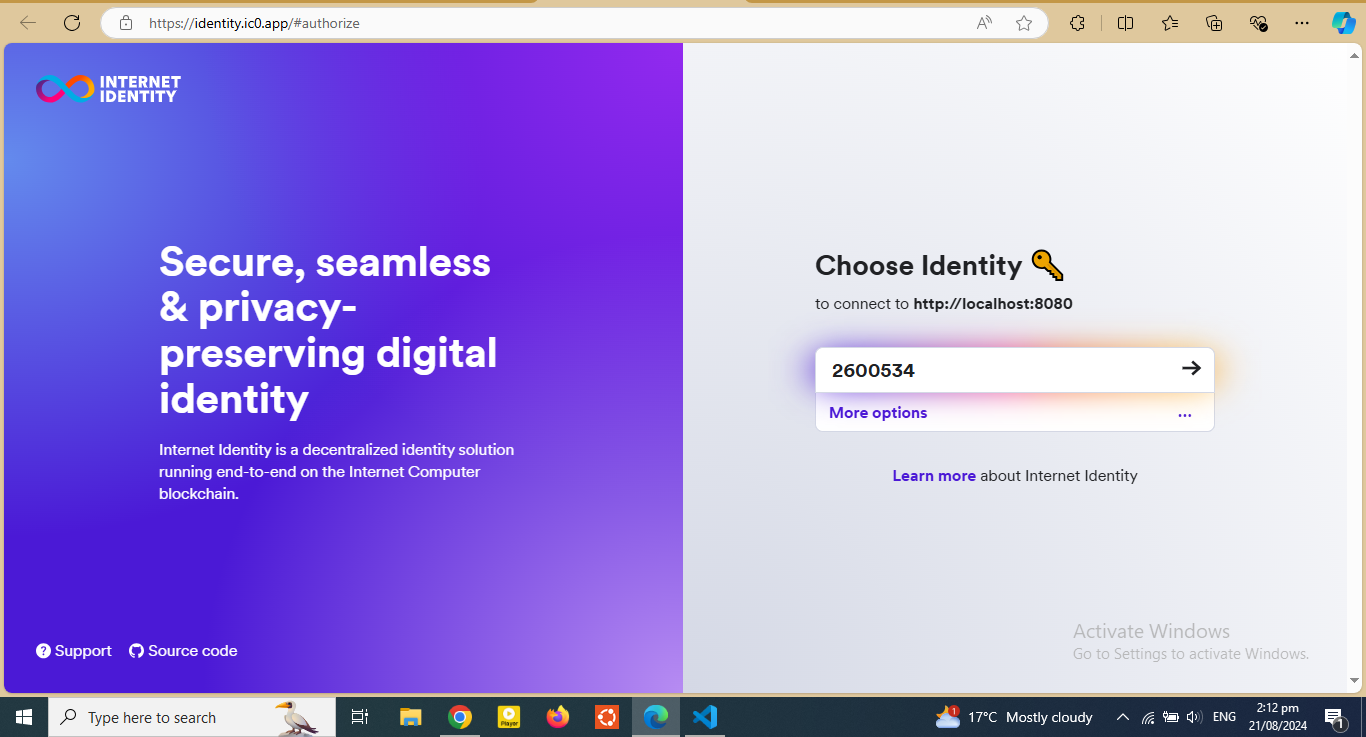 https://identity.ic0.app/#authorize
INTERNET
IDENTITY
Secure, seamless
& privacy-
preserving digital
identity
Internet Identity is a decentralized identity solution
running end-to-end on the Internet Computer
blockchain.
Support
Source code
Choose Identity
to connect to http://localhost:8080
2600534
More options
...
Learn more about Internet Identity
Activate Windows
Go to Settings to activate Windows.
Type here to search
Player
1
17°C Mostly cloudy
ENG
2:12 pm
21/08/2024
1